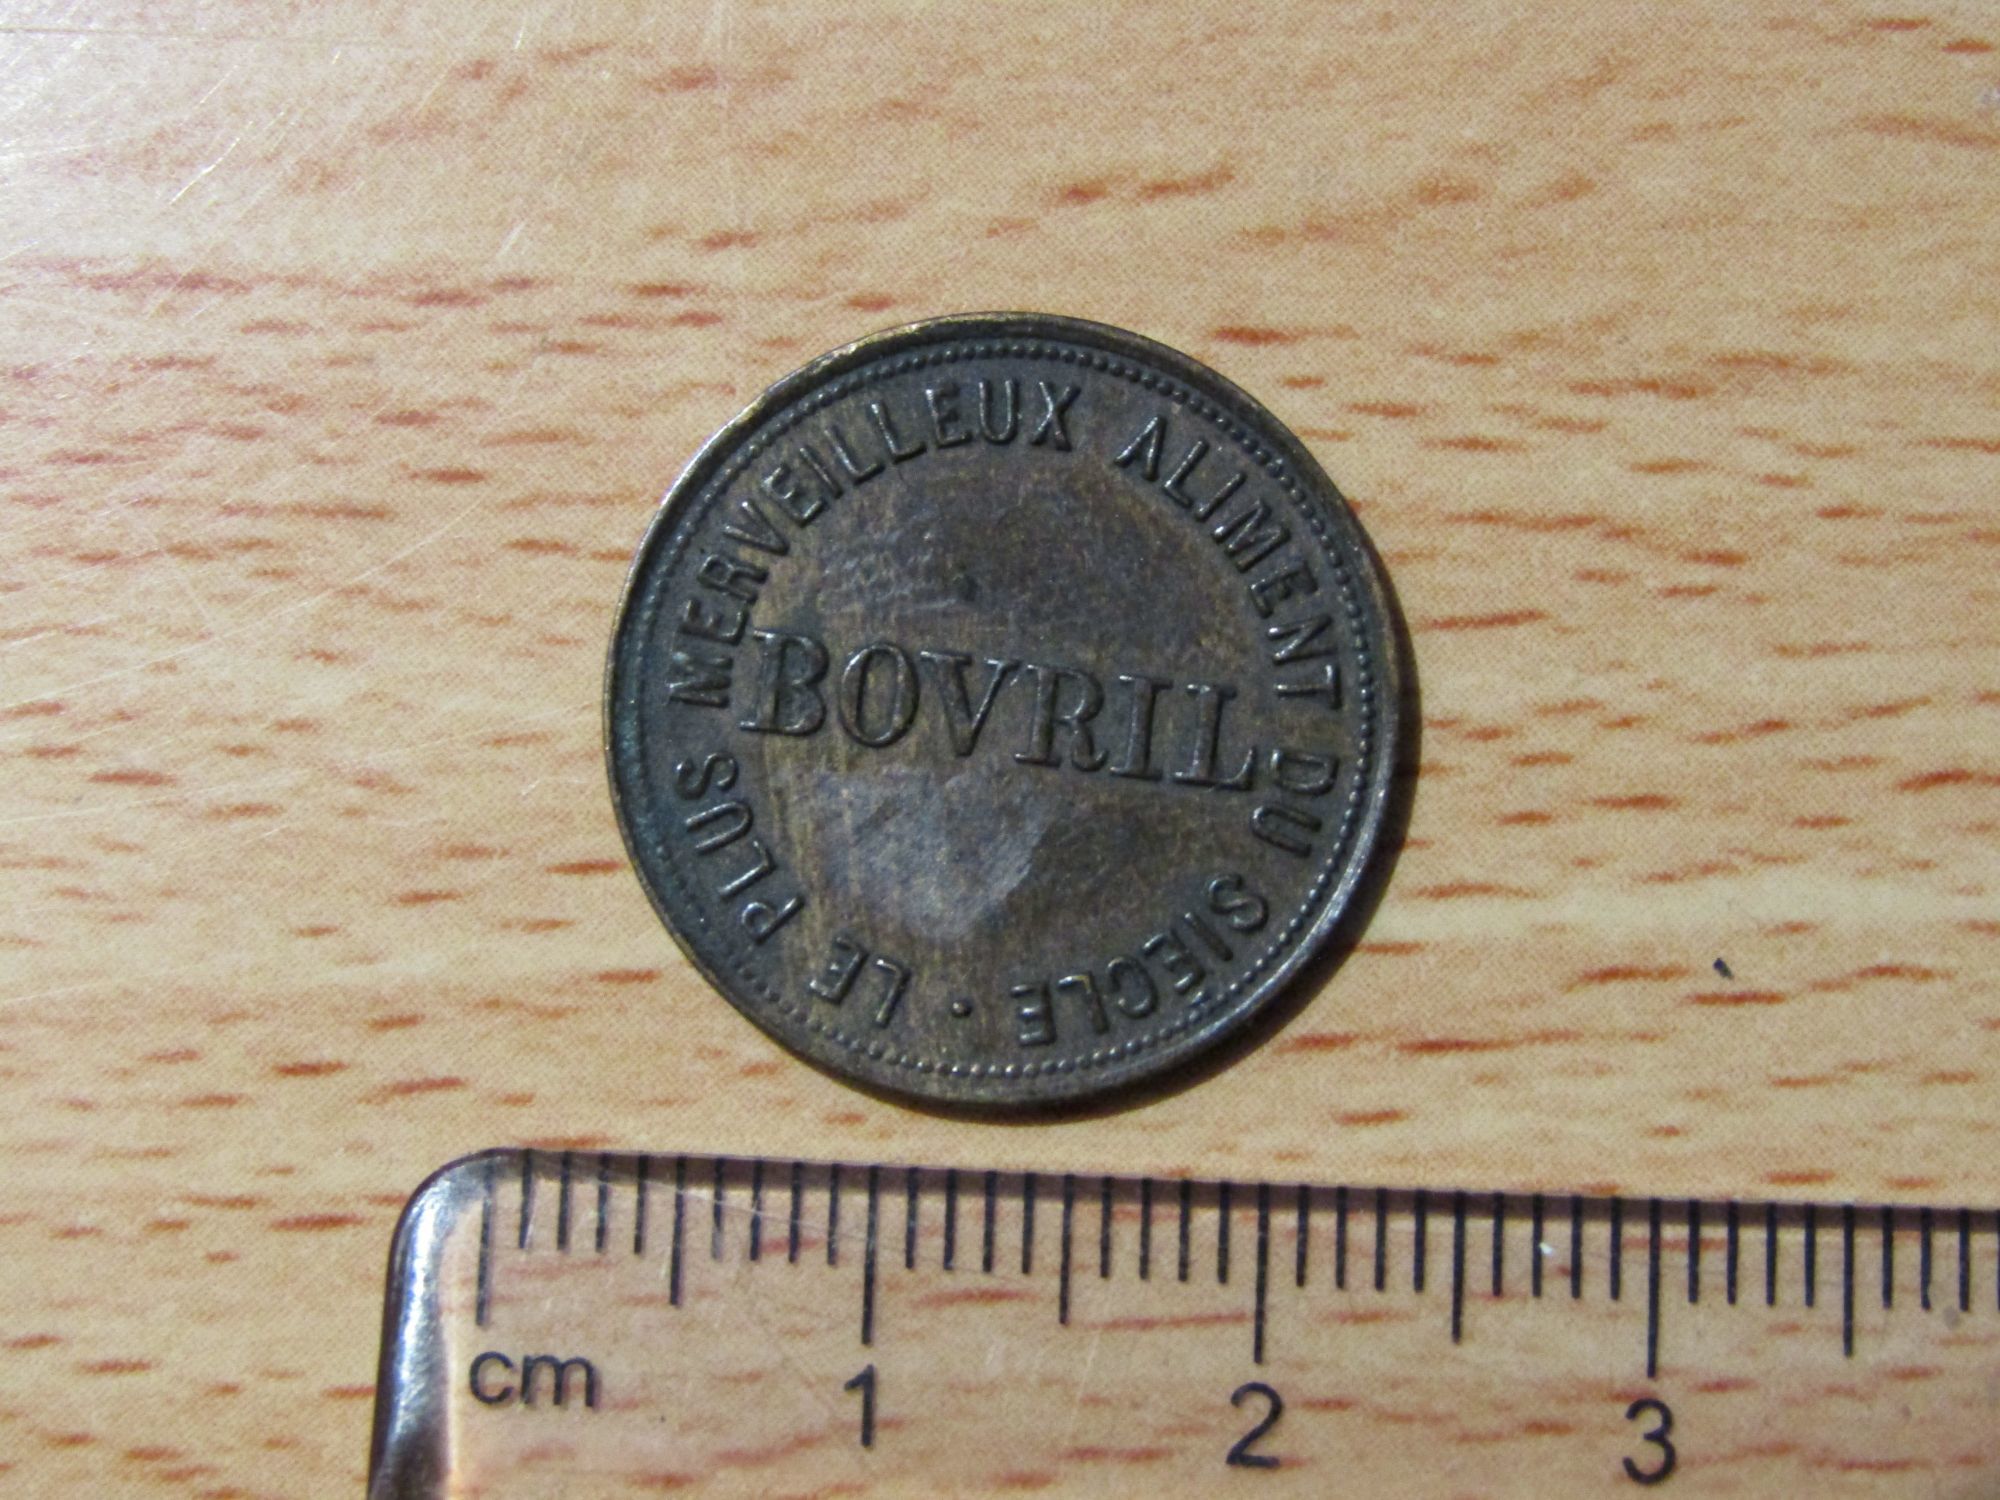 LE PLUS MERVEILLEUX ALIMENT DU SIÈCLE ·
BOVRIL
cm 1 2 3